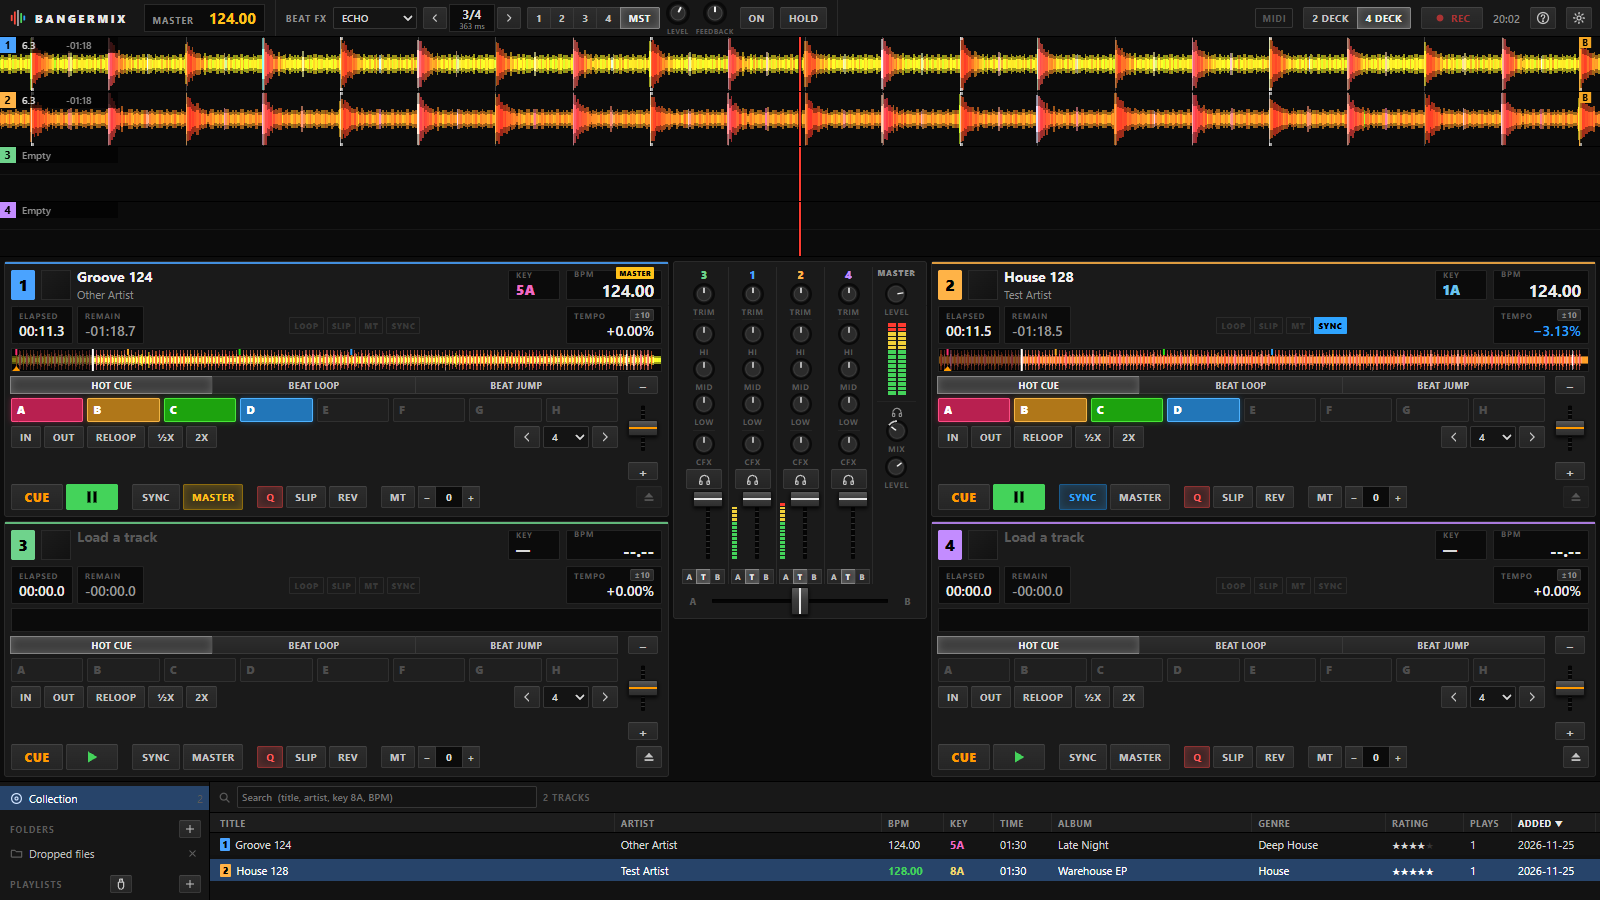 BANGERMIX MASTER 124.00 BEAT FX ECHO 3/4 363 ms 1 2 3 4 MST LEVEL FEEDBACK ON HOLD MIDI 2 DECK 4 DECK REC 20:02
1 6.3 -01:18 B
2 6.3 -01:18 B
3 Empty
4 Empty
1 Groove 124 KEY 5A BPM MASTER 124.00
Other Artist
ELAPSED 00:11.3 REMAIN -01:18.7 LOOP SLIP MT SYNC TEMPO ±10 +0.00%
HOT CUE BEAT LOOP BEAT JUMP −
A B C D E F G H
IN OUT RELOOP ½X 2X 4
+
CUE SYNC MASTER Q SLIP REV MT − 0 +
3 1 2 4 MASTER
TRIM TRIM TRIM TRIM LEVEL
HI HI HI HI
MID MID MID MID
LOW LOW LOW LOW
MIX
CFX CFX CFX CFX
LEVEL
A T B A T B A T B A T B
A B
2 House 128 KEY 1A BPM 124.00
Test Artist
ELAPSED 00:11.5 REMAIN -01:18.5 LOOP SLIP MT SYNC TEMPO ±10 −3.13%
HOT CUE BEAT LOOP BEAT JUMP −
A B C D E F G H
IN OUT RELOOP ½X 2X 4
+
CUE SYNC MASTER Q SLIP REV MT − 0 +
3 Load a track KEY — BPM --.--
ELAPSED 00:00.0 REMAIN -00:00.0 LOOP SLIP MT SYNC TEMPO ±10 +0.00%
HOT CUE BEAT LOOP BEAT JUMP −
A B C D E F G H
IN OUT RELOOP ½X 2X 4
+
CUE SYNC MASTER Q SLIP REV MT − 0 +
4 Load a track KEY — BPM --.--
ELAPSED 00:00.0 REMAIN -00:00.0 LOOP SLIP MT SYNC TEMPO ±10 +0.00%
HOT CUE BEAT LOOP BEAT JUMP −
A B C D E F G H
IN OUT RELOOP ½X 2X 4
+
CUE SYNC MASTER Q SLIP REV MT − 0 +
Collection 2
FOLDERS +
Dropped files ×
PLAYLISTS +
Search (title, artist, key 8A, BPM) 2 TRACKS
TITLE ARTIST BPM KEY TIME ALBUM GENRE RATING PLAYS ADDED ▼
1 Groove 124 Other Artist 124.00 5A 01:30 Late Night Deep House ★★★★★ 1 2026-11-25
2 House 128 Test Artist 128.00 8A 01:30 Warehouse EP House ★★★★★ 1 2026-11-25